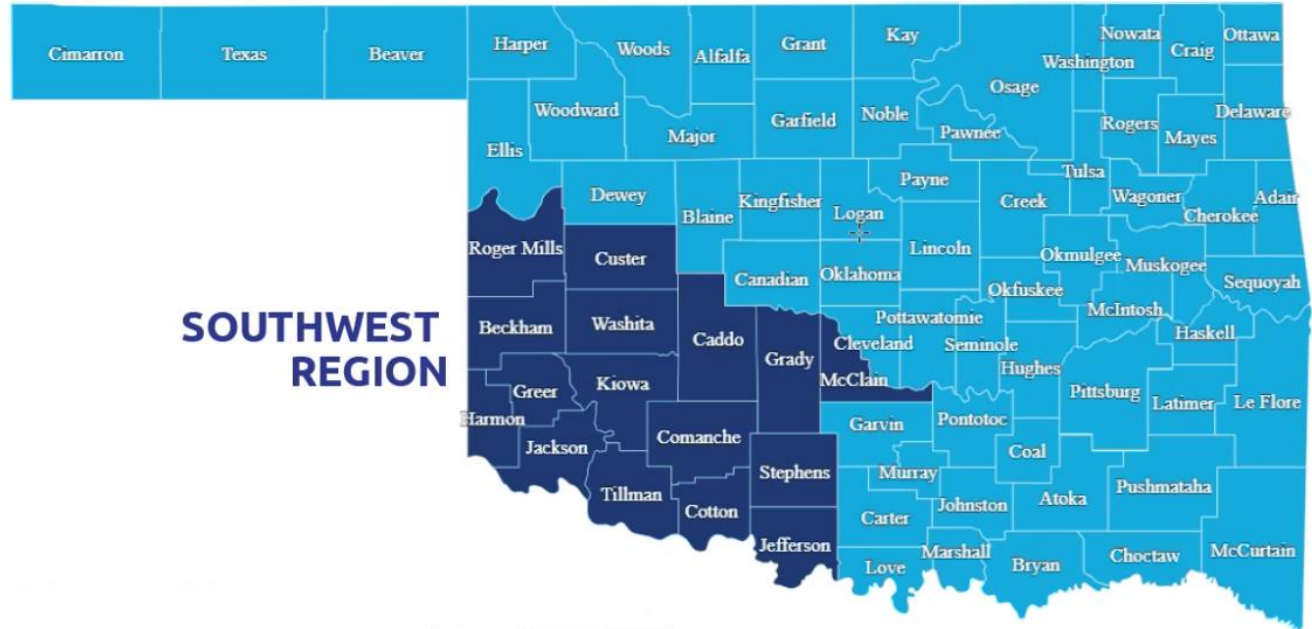 Cimarron
Texas
Beaver
Harper
Woods
Alfalfa
Grant
Kay
Osage
Washington
Nowata
Craig
Ottawa
Ellis
Woodward
Major
Garfield
Noble
Pawnee
Rogers
Mayes
Delaware
Dewey
Blaine
Kingfisher
Logan
Payne
Creek
Tulsa
Wagoner
Cherokee
Adair
Roger Mills
Custer
Canadian
Oklahoma
Lincoln
Okmulgee
Okfuskee
Muskogee
McIntosh
Sequoyah
SOUTHWEST
REGION
Beckham
Washita
Caddo
Grady
Cleveland
McClain
Pottawatomie
Seminole
Hughes
Haskell
Pittsburg
Latimer
Le Flore
Harmon
Greer
Kiowa
Jackson
Comanche
Garvin
Pontotoc
Coal
Tillman
Cotton
Stephens
Murray
Johnston
Atoka
Pushmataha
Jefferson
Carter
Love
Marshall
Bryan
Choctaw
McCurtain